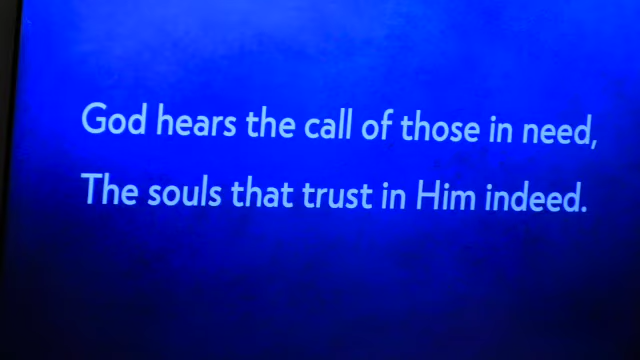 God hears the call of those in need,
The souls that trust in Him indeed.